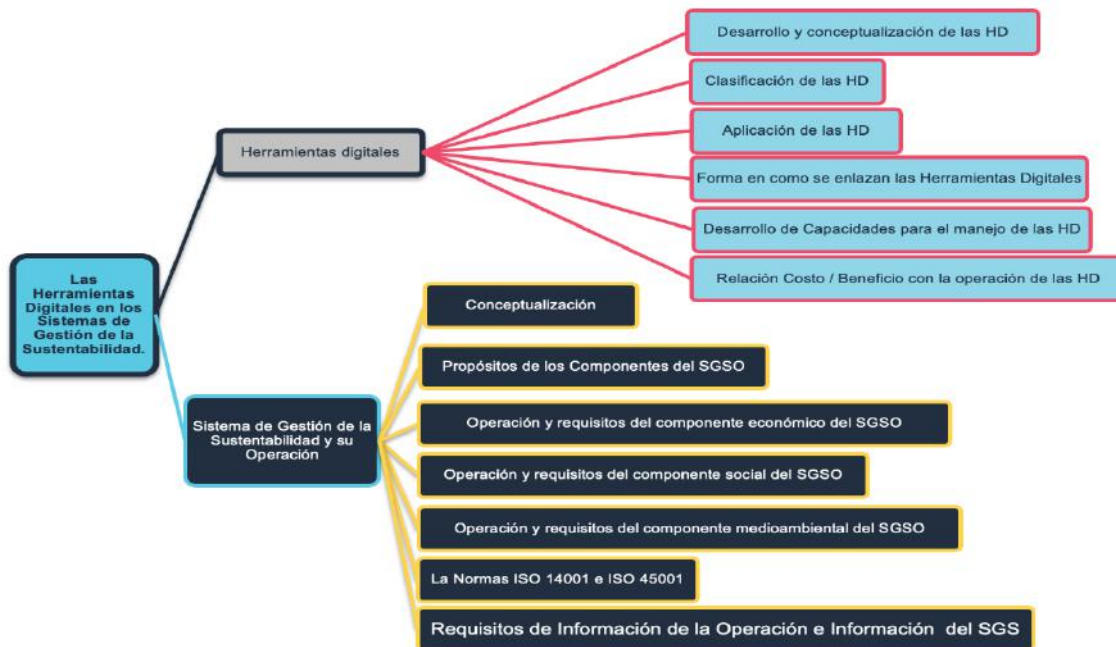 Las
Herramientas
Digitales en los
Sistemas de
Gestión de la
Sustentabilidad.
Herramientas digitales
Desarrollo y conceptualización de las HD
Clasificación de las HD
Aplicación de las HD
Forma en como se enlazan las Herramientas Digitales
Desarrollo de Capacidades para el manejo de las HD
Relación Costo / Beneficio con la operación de las HD
Sistema de Gestión de la
Sustentabilidad y su
Operación
Conceptualización
Propósitos de los Componentes del SGSO
Operación y requisitos del componente económico del SGSO
Operación y requisitos del componente social del SGSO
Operación y requisitos del componente medioambiental del SGSO
La Normas ISO 14001 e ISO 45001
Requisitos de Información de la Operación e Información del SGS